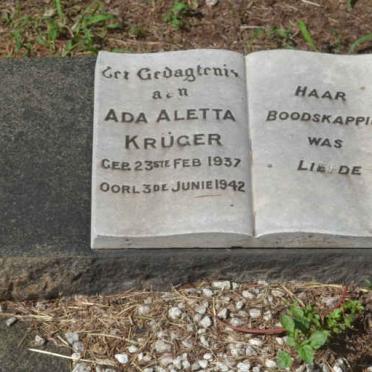 Ter Gedagtenis
aan
ADA ALETTA
KRÜGER
GEB. 23STE FEB 1937
OORL 3DE JUNIE 1942
HAAR
BOODSKAPPIE
WAS
LIEFDE